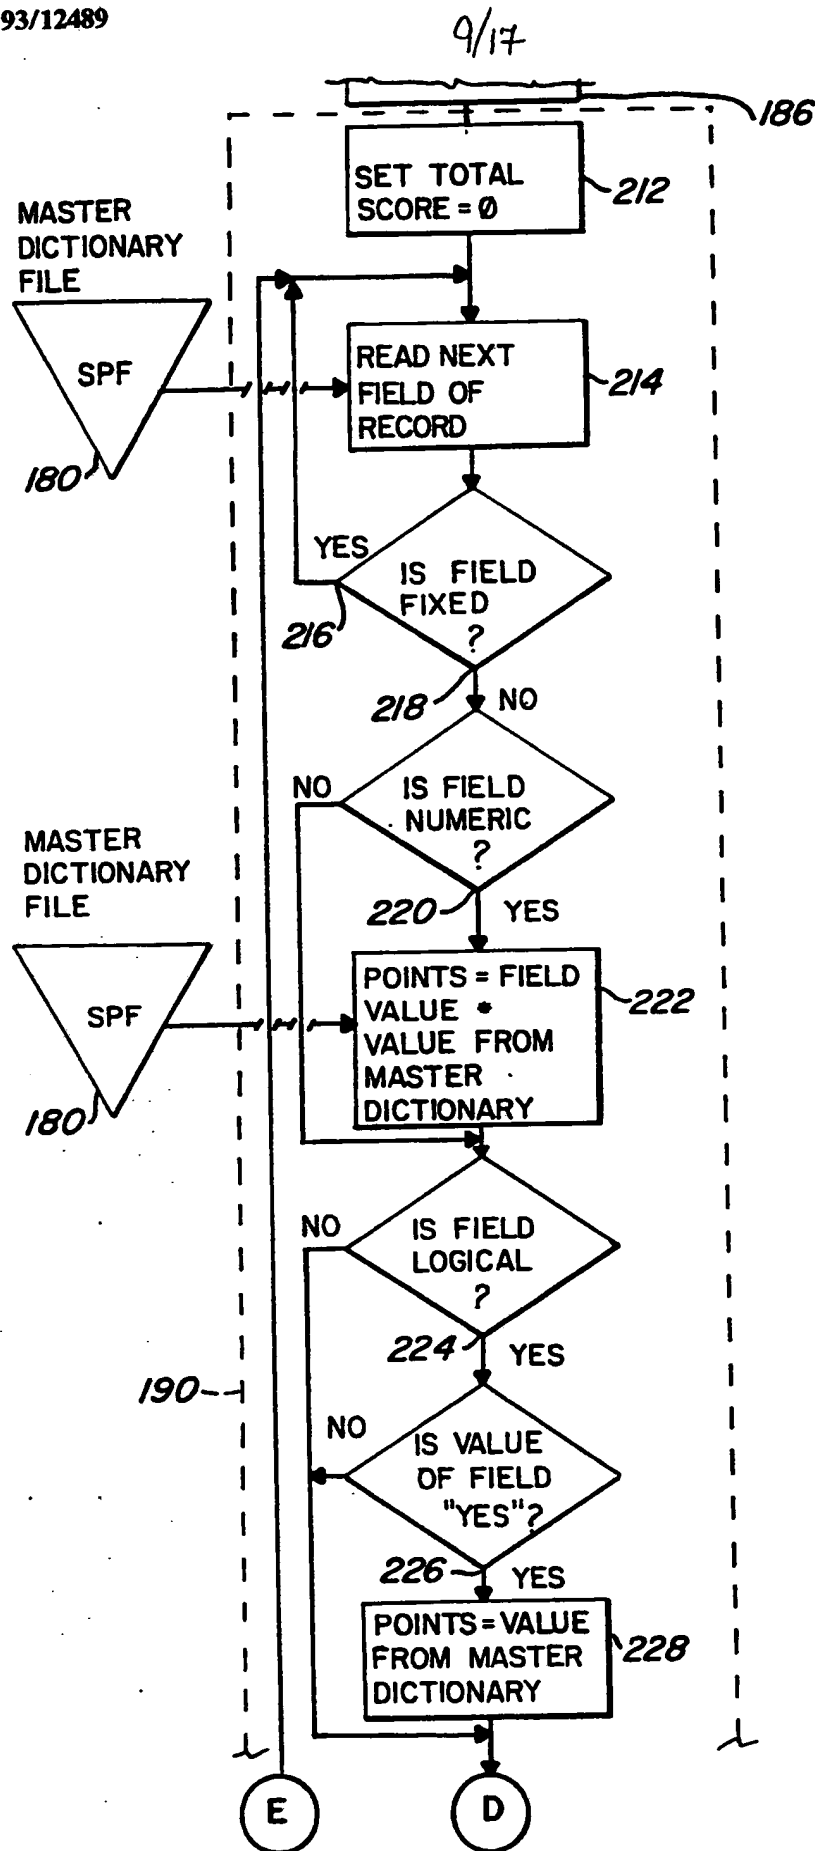 93/12489
9/17
186
SET TOTAL
SCORE = 0
212
MASTER
DICTIONARY
FILE
SPF
180
READ NEXT
FIELD OF
RECORD
214
YES
IS FIELD
FIXED
?
216
218
NO
NO
IS FIELD
NUMERIC
?
220
YES
MASTER
DICTIONARY
FILE
SPF
180
POINTS = FIELD
VALUE *
VALUE FROM
MASTER
DICTIONARY
222
NO
IS FIELD
LOGICAL
?
224
YES
190
NO
IS VALUE
OF FIELD
"YES"?
226
YES
POINTS = VALUE
FROM MASTER
DICTIONARY
228
E
D